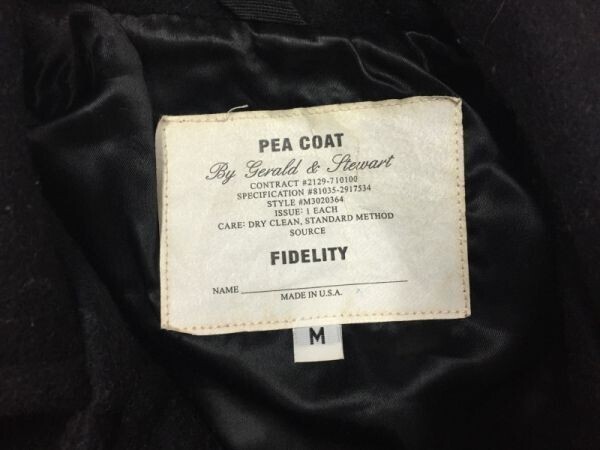 PEA COAT
By Gerald & Stewart
CONTRACT #2129-710100
SPECIFICATION #81035-2917534
STYLE #M3020364
ISSUE: 1 EACH
CARE: DRY CLEAN, STANDARD METHOD
SOURCE
FIDELITY
NAME
MADE IN U.S.A.
M